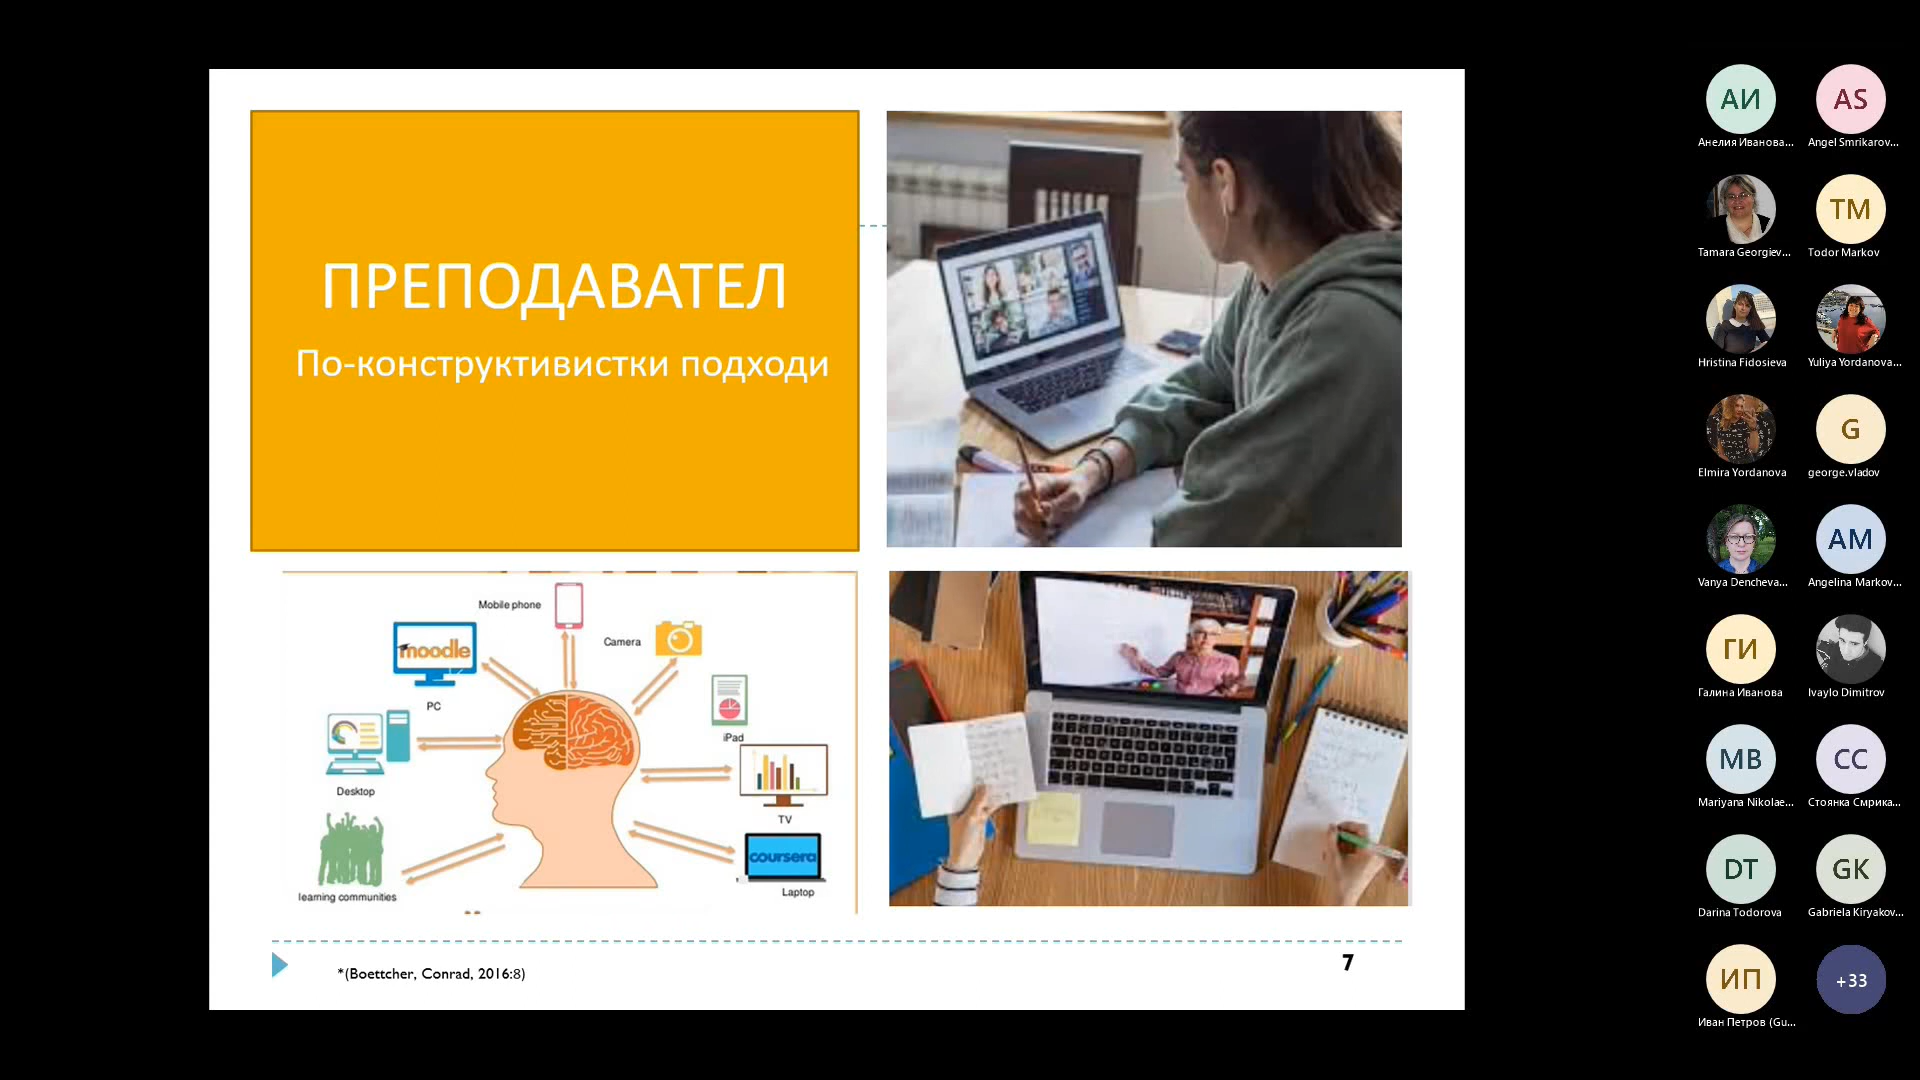 ПРЕПОДАВАТЕЛ
По-конструктивистки подходи
Mobile phone
Camera
moodle
PC
iPad
Desktop
TV
coursera
Laptop
learning communities
*(Boettcher, Conrad, 2016:8)
7
АИ
Анелия Иванова...
AS
Angel Smrikarov...
Tamara Georgiev...
TM
Todor Markov
Hristina Fidosieva
Yuliya Yordanova...
Elmira Yordanova
G
george.vladov
Vanya Dencheva...
AM
Angelina Markov...
ГИ
Галина Иванова
Ivaylo Dimitrov
MB
Mariyana Nikolae...
СС
Стоянка Смрика...
DT
Darina Todorova
GK
Gabriela Kiryakov...
ИП
Иван Петров (Gu...
+33